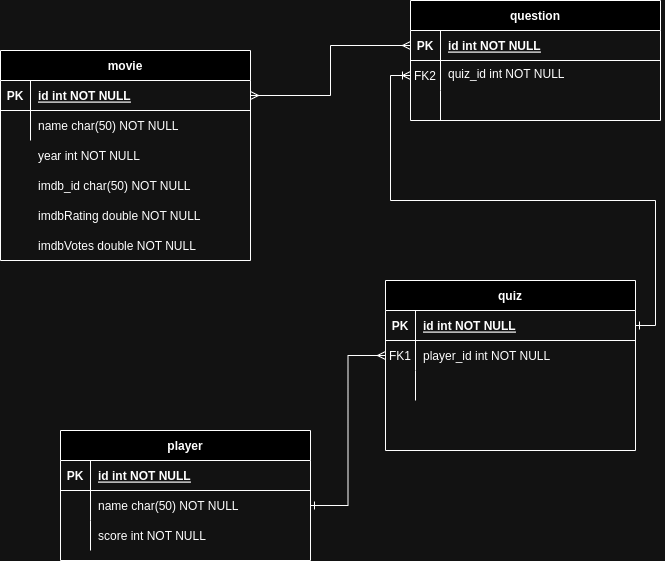 question
PK id int NOT NULL
FK2 quiz_id int NOT NULL
movie
PK id int NOT NULL
name char(50) NOT NULL
year int NOT NULL
imdb_id char(50) NOT NULL
imdbRating double NOT NULL
imdbVotes double NOT NULL
quiz
PK id int NOT NULL
FK1 player_id int NOT NULL
player
PK id int NOT NULL
name char(50) NOT NULL
score int NOT NULL